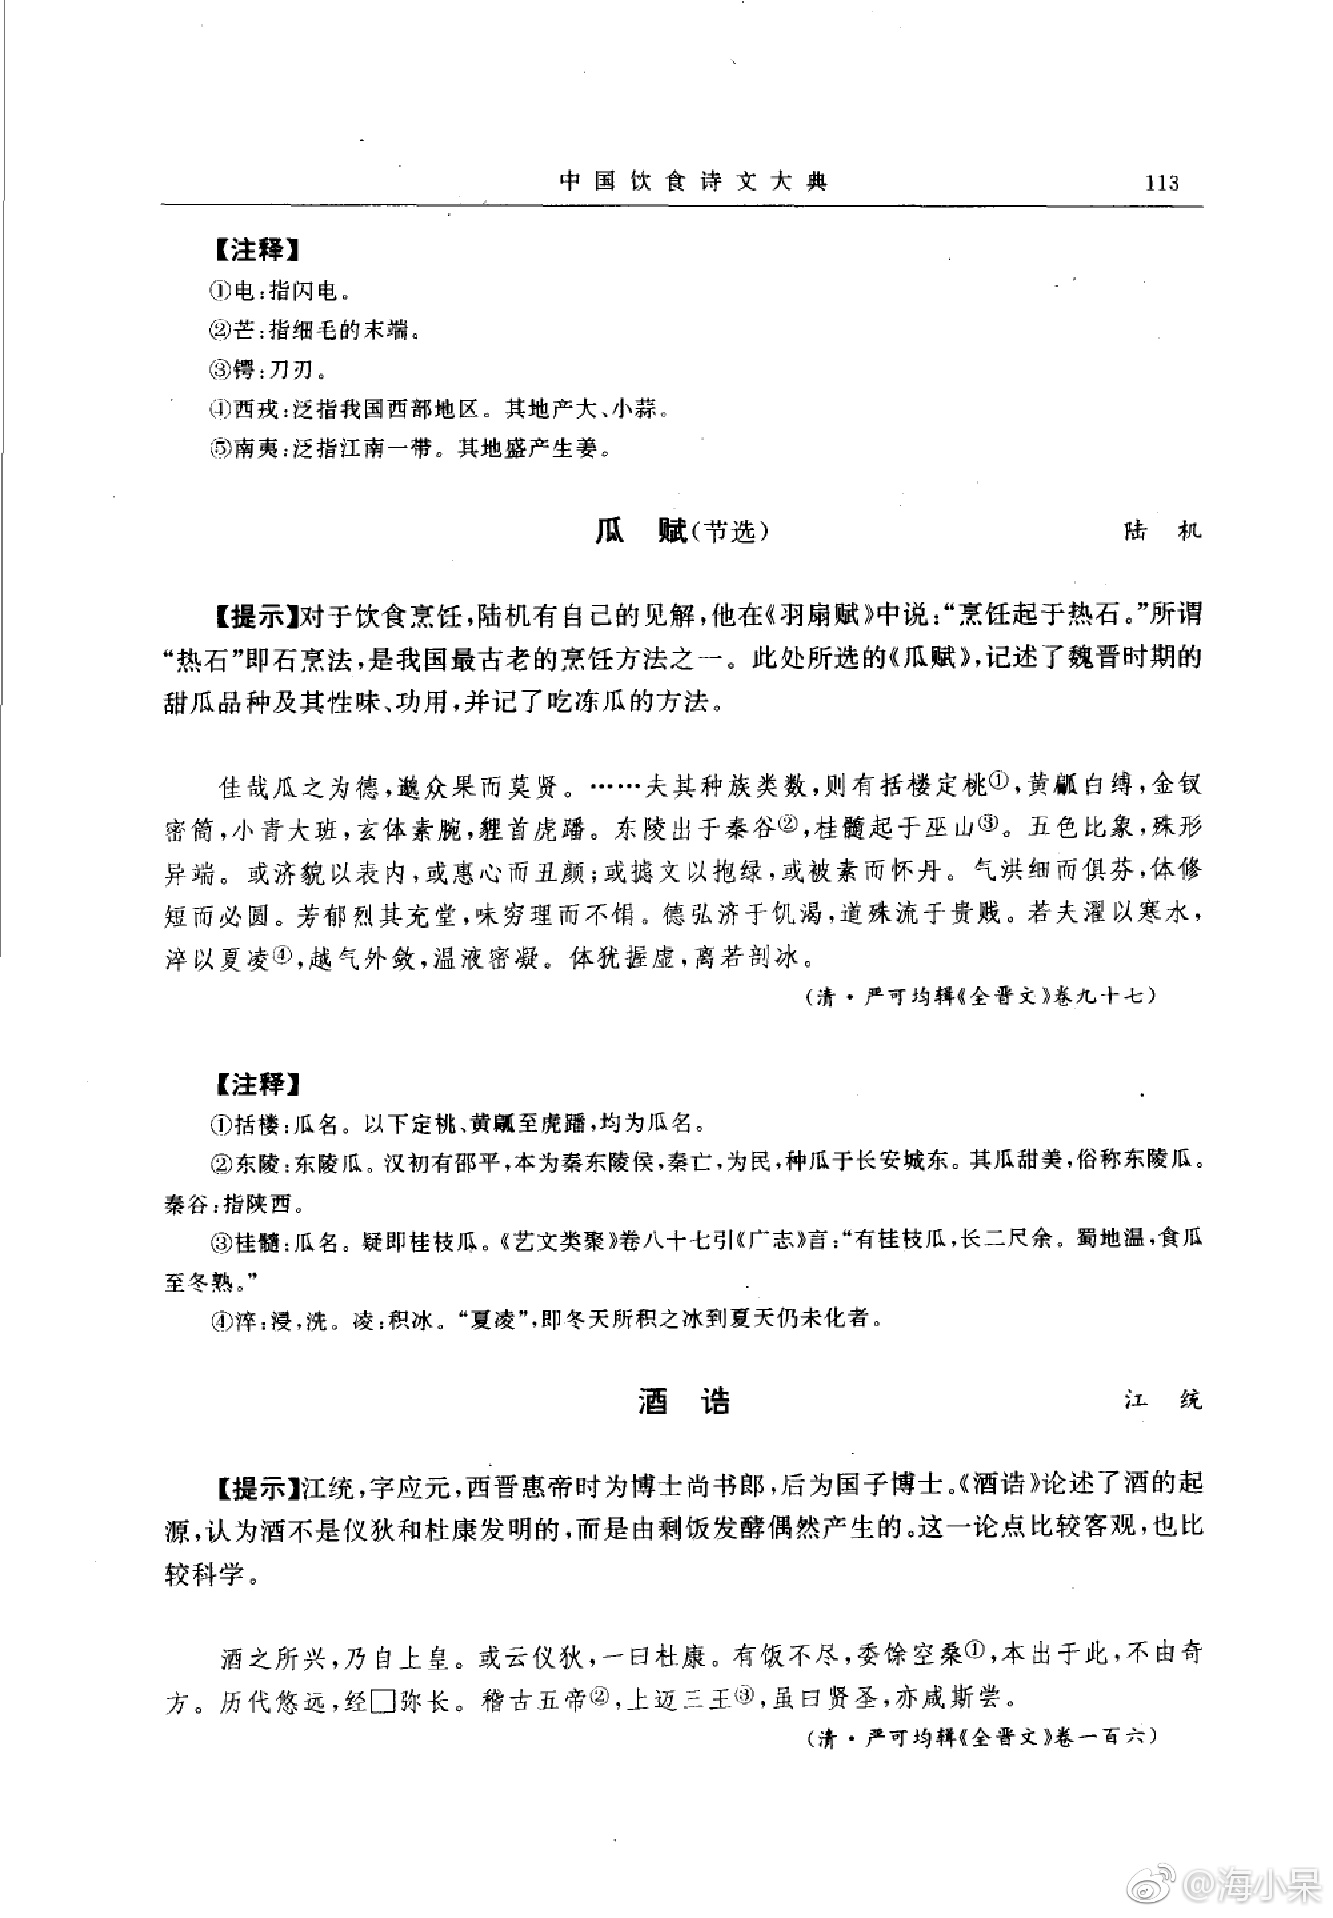 中国饮食诗文大典 113
【注释】
①电:指闪电。
②芒:指细毛的末端。
③锷:刀刃。
④西戎:泛指我国西部地区。其地产大、小蒜。
⑤南夷:泛指江南一带。其地盛产生姜。
瓜 赋(节选) 陆 机
【提示】对于饮食烹饪,陆机有自己的见解,他在《羽扇赋》中说:“烹饪起于热石。”所谓
“热石”即石烹法,是我国最古老的烹饪方法之一。此处所选的《瓜赋》,记述了魏晋时期的
甜瓜品种及其性味、功用,并记了吃冻瓜的方法。
佳哉瓜之为德,邈众果而莫贤。……夫其种族类数,则有括楼定桃①,黄瓤白缚,金钗
密筒,小青大班,玄体素腕,狸首虎蹯。东陵出于秦谷②,桂髓起于巫山③。五色比象,殊形
异端。或济貌以表内,或惠心而丑颜;或摅文以抱绿,或被素而怀丹。气洪细而俱芬,体修
短而必圆。芳郁烈其充堂,味穷理而不䬼。德弘济于饥渴,道殊流于贵贱。若夫濯以寒水,
淬以夏凌④,越气外敛,温液密凝。体犹握虚,离若剖冰。
(清·严可均辑《全晋文》卷九十七)
【注释】
①括楼:瓜名。以下定桃、黄瓤至虎蹯,均为瓜名。
②东陵:东陵瓜。汉初有邵平,本为秦东陵侯,秦亡,为民,种瓜于长安城东。其瓜甜美,俗称东陵瓜。
秦谷:指陕西。
③桂髓:瓜名。疑即桂枝瓜。《艺文类聚》卷八十七引《广志》言:“有桂枝瓜,长二尺余。蜀地温,食瓜
至冬熟。”
④淬:浸,洗。凌:积冰。“夏凌”,即冬天所积之冰到夏天仍未化者。
酒 诰 江 统
【提示】江统,字应元,西晋惠帝时为博士尚书郎,后为国子博士。《酒诰》论述了酒的起
源,认为酒不是仪狄和杜康发明的,而是由剩饭发酵偶然产生的。这一论点比较客观,也比
较科学。
酒之所兴,乃自上皇。或云仪狄,一曰杜康。有饭不尽,委馀空桑①,本出于此,不由奇
方。历代悠远,经□弥长。稽古五帝②,上迈三王③,虽曰贤圣,亦咸斯尝。
(清·严可均辑《全晋文》卷一百六)
@海小呆